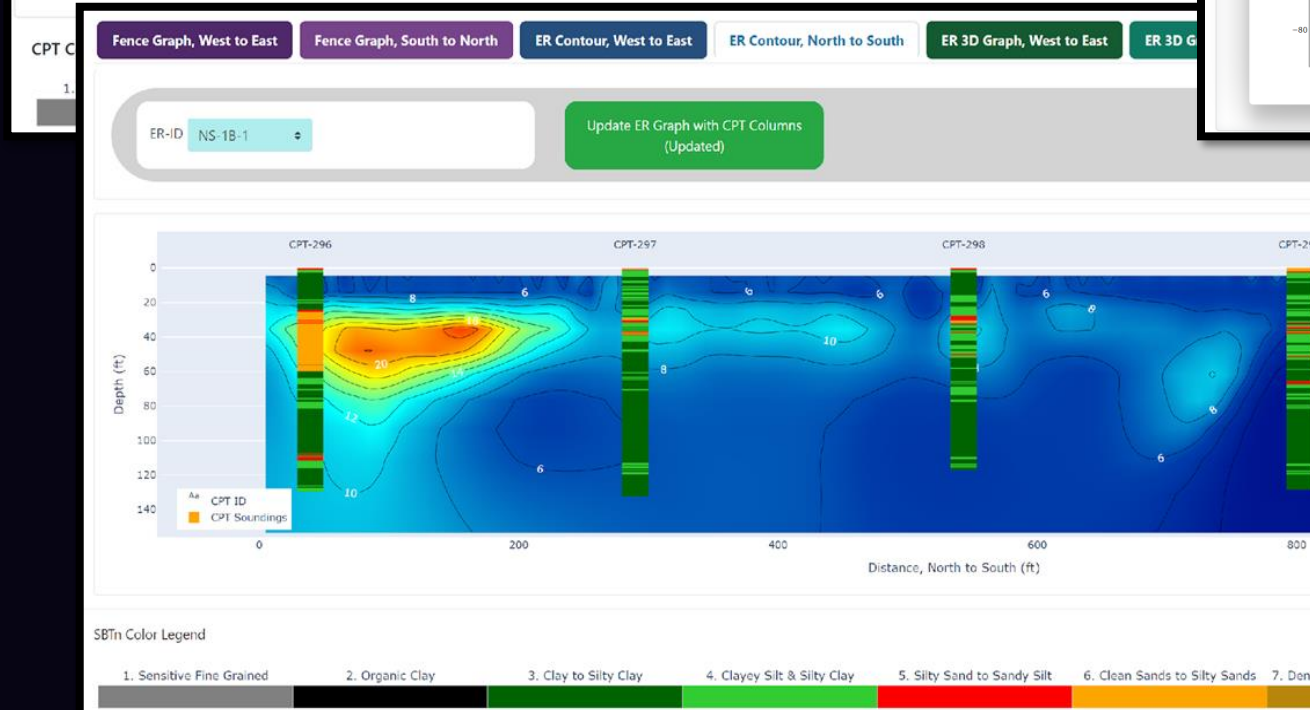 CPT C
1.
-80
Fence Graph, West to East
Fence Graph, South to North
ER Contour, West to East
ER Contour, North to South
ER 3D Graph, West to East
ER 3D G
ER-ID NS-1B-1
Update ER Graph with CPT Columns
(Updated)
CPT-296 CPT-297 CPT-298 CPT-29
0
20
40
60
80
100
120
140
Depth (ft)
8 6 6 6 6 8
20 10 8
12 8
10 6 6
Aa CPT ID
CPT Soundings
0 200 400 600 800
Distance, North to South (ft)
SBTn Color Legend
1. Sensitive Fine Grained
2. Organic Clay
3. Clay to Silty Clay
4. Clayey Silt & Silty Clay
5. Silty Sand to Sandy Silt
6. Clean Sands to Silty Sands
7. Den